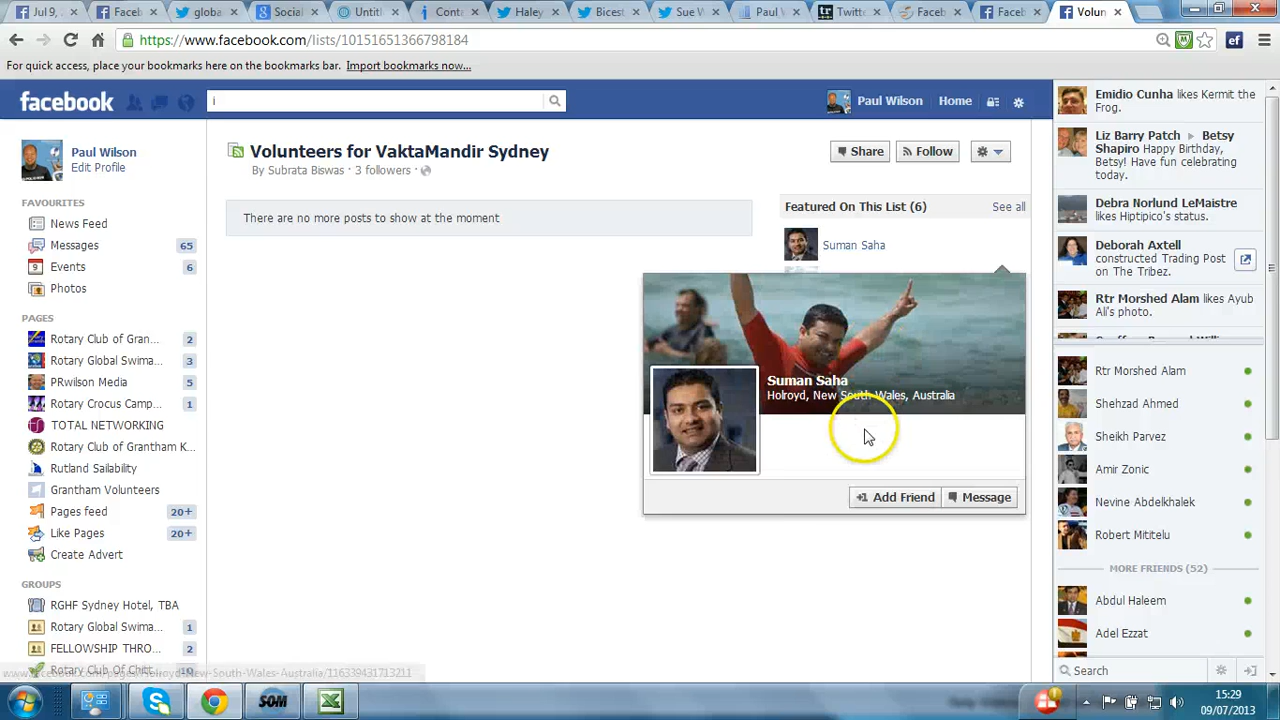 Jul 9,
Faceb
globa
Social
Untitl
Conte
Haley
Bicest
Sue W
Paul W
Twitte
Faceb
Faceb
Volun
https://www.facebook.com/lists/10151651366798184
For quick access, place your bookmarks here on the bookmarks bar. Import bookmarks now...
facebook
i
Paul Wilson Home
Paul Wilson
Edit Profile
FAVOURITES
News Feed
Messages 65
Events 6
Photos
PAGES
Rotary Club of Gran... 2
Rotary Global Swima... 3
PRwilson Media 5
Rotary Crocus Camp... 1
TOTAL NETWORKING
Rotary Club of Grantham K...
Rutland Sailability
Grantham Volunteers
Pages feed 20+
Like Pages 20+
Create Advert
GROUPS
RGHF Sydney Hotel, TBA
Rotary Global Swima... 1
FELLOWSHIP THRO... 2
Rotary Club Of Chitt...
Volunteers for VaktaMandir Sydney
By Subrata Biswas · 3 followers ·
Share
Follow
There are no more posts to show at the moment
Featured On This List (6) See all
Suman Saha
Suman Saha
Holroyd, New South Wales, Australia
+1 Add Friend
Message
Emidio Cunha likes Kermit the
Frog.
Liz Barry Patch ▸ Betsy
Shapiro Happy Birthday,
Betsy! Have fun celebrating
today.
Debra Norlund LeMaistre
likes Hiptipico's status.
Deborah Axtell
constructed Trading Post
on The Tribez.
Rtr Morshed Alam likes Ayub
Ali's photo.
Rtr Morshed Alam
Shehzad Ahmed
Sheikh Parvez
Amir Zonic
Nevine Abdelkhalek
Robert Mititelu
MORE FRIENDS (52)
Abdul Haleem
Adel Ezzat
Search
SOM
15:29
09/07/2013